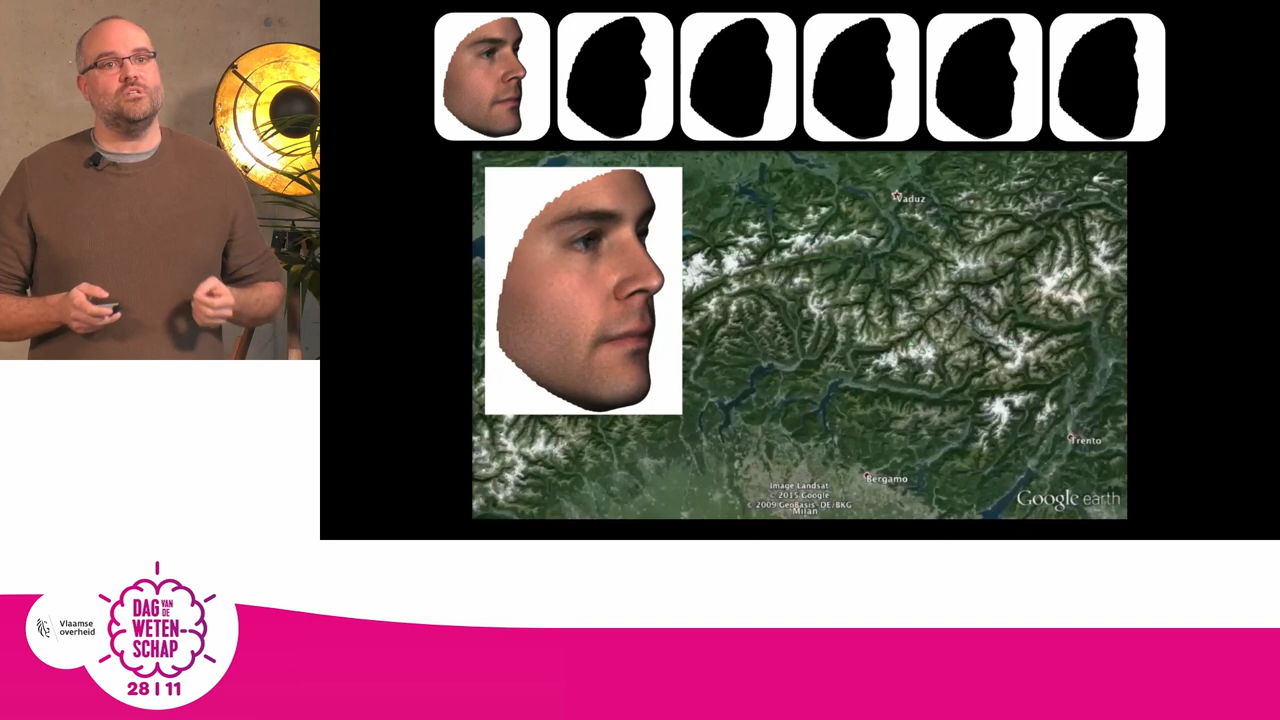 Vaduz
Trento
Bergamo
Image Landsat
© 2015 Google
© 2009 GeoBasis-DE/BKG
Milan
Google earth
Vlaamse
overheid
DAG VAN DE
WETEN-
SCHAP
28 | 11